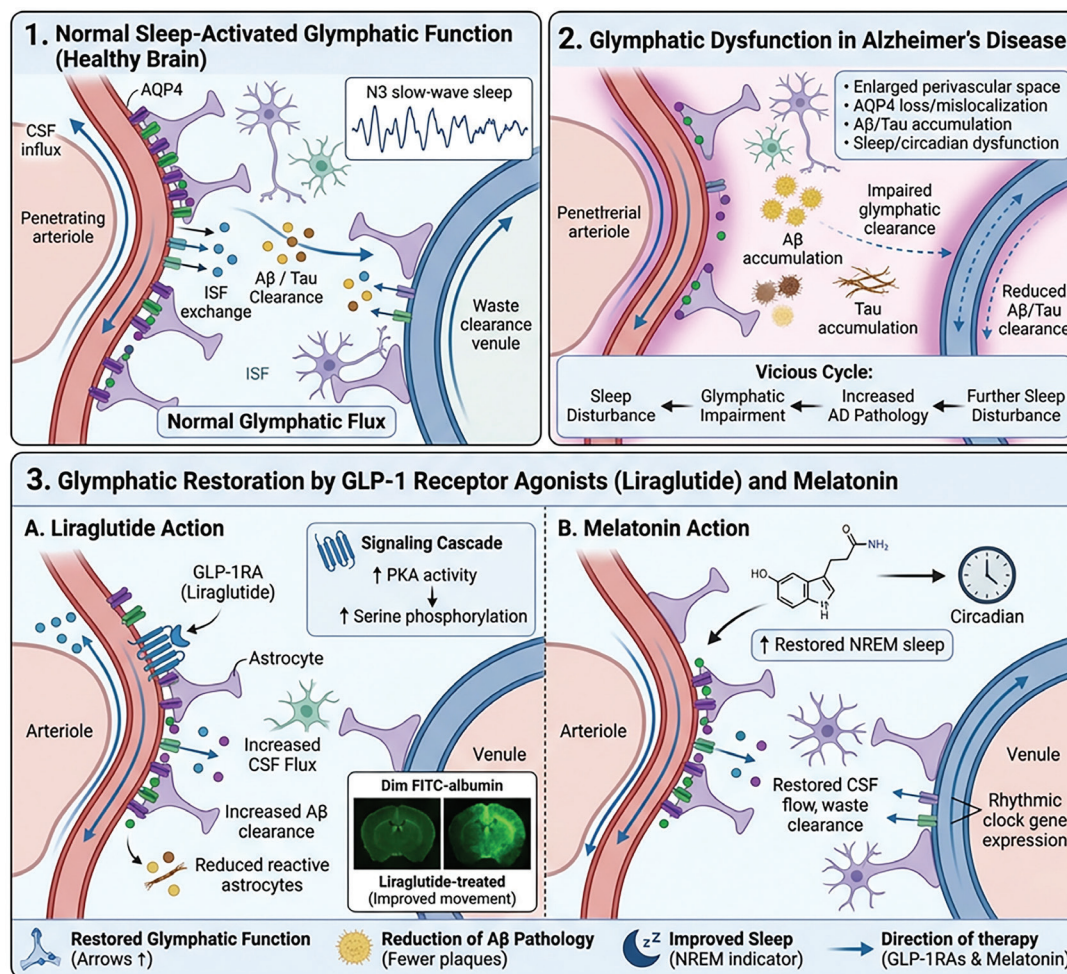 1. Normal Sleep-Activated Glymphatic Function
(Healthy Brain)
AQP4
CSF
influx
Penetrating
arteriole
N3 slow-wave sleep
ISF
exchange
Aβ / Tau
Clearance
Waste
clearance
venule
ISF
Normal Glymphatic Flux
2. Glymphatic Dysfunction in Alzheimer's Disease
• Enlarged perivascular space
• AQP4 loss/mislocalization
• Aβ/Tau accumulation
• Sleep/circadian dysfunction
Penetfrerial
arteriole
Aβ
accumulation
Impaired
glymphatic
clearance
Tau
accumulation
Reduced
Aβ/Tau
clearance
Vicious Cycle:
Sleep
Disturbance
Glymphatic
Impairment
Increased
AD Pathology
Further Sleep
Disturbance
3. Glymphatic Restoration by GLP-1 Receptor Agonists (Liraglutide) and Melatonin
A. Liraglutide Action
GLP-1RA
(Liraglutide)
Signaling Cascade
↑ PKA activity
↑ Serine phosphorylation
Astrocyte
Arteriole
Increased
CSF Flux
Venule
Increased Aβ
clearance
Reduced reactive
astrocytes
Dim FITC-albumin
Liraglutide-treated
(Improved movement)
B. Melatonin Action
O
NH₂
HO
N
H
Circadian
↑ Restored NREM sleep
Arteriole
Restored CSF
flow, waste
clearance
Venule
Rhythmic
clock gene
expression
Restored Glymphatic Function
(Arrows ↑)
Reduction of Aβ Pathology
(Fewer plaques)
zZ
Improved Sleep
(NREM indicator)
Direction of therapy
(GLP-1RAs & Melatonin)